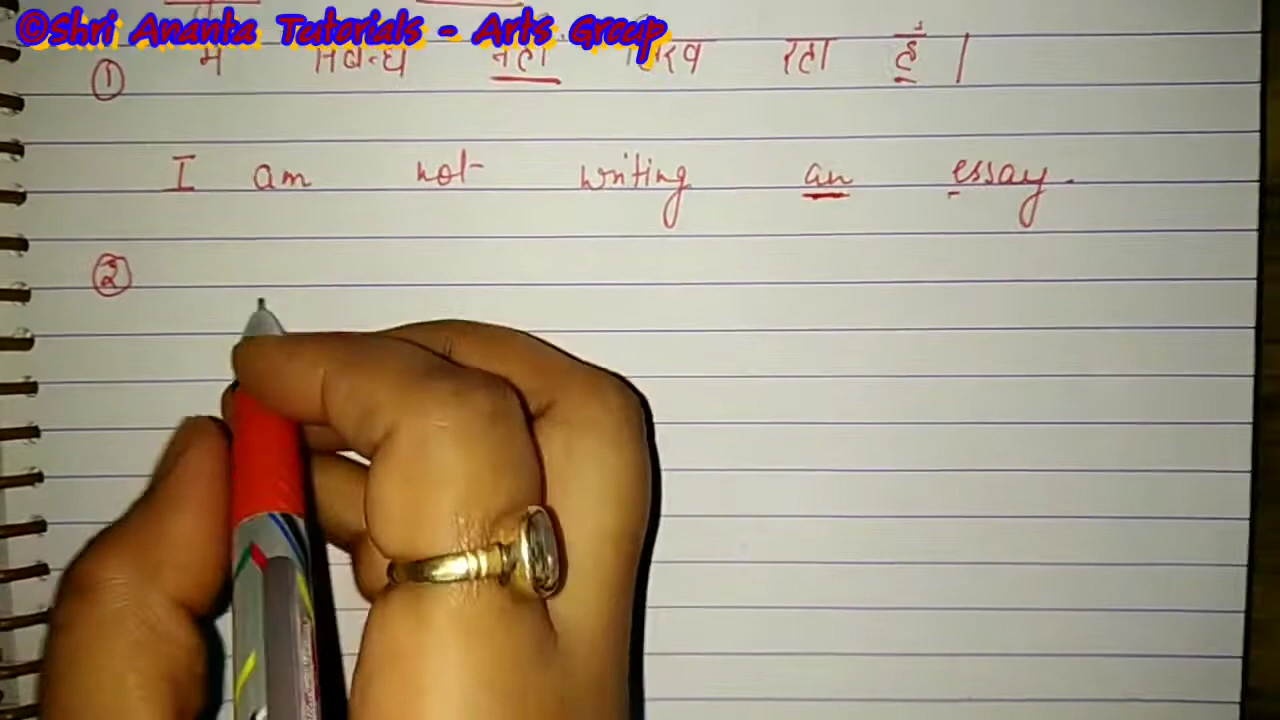 ©Shri Ananta Tutorials - Arts Group
① मैं निबन्ध नहीं लिख रहा हूँ |
I am not writing an essay.
②